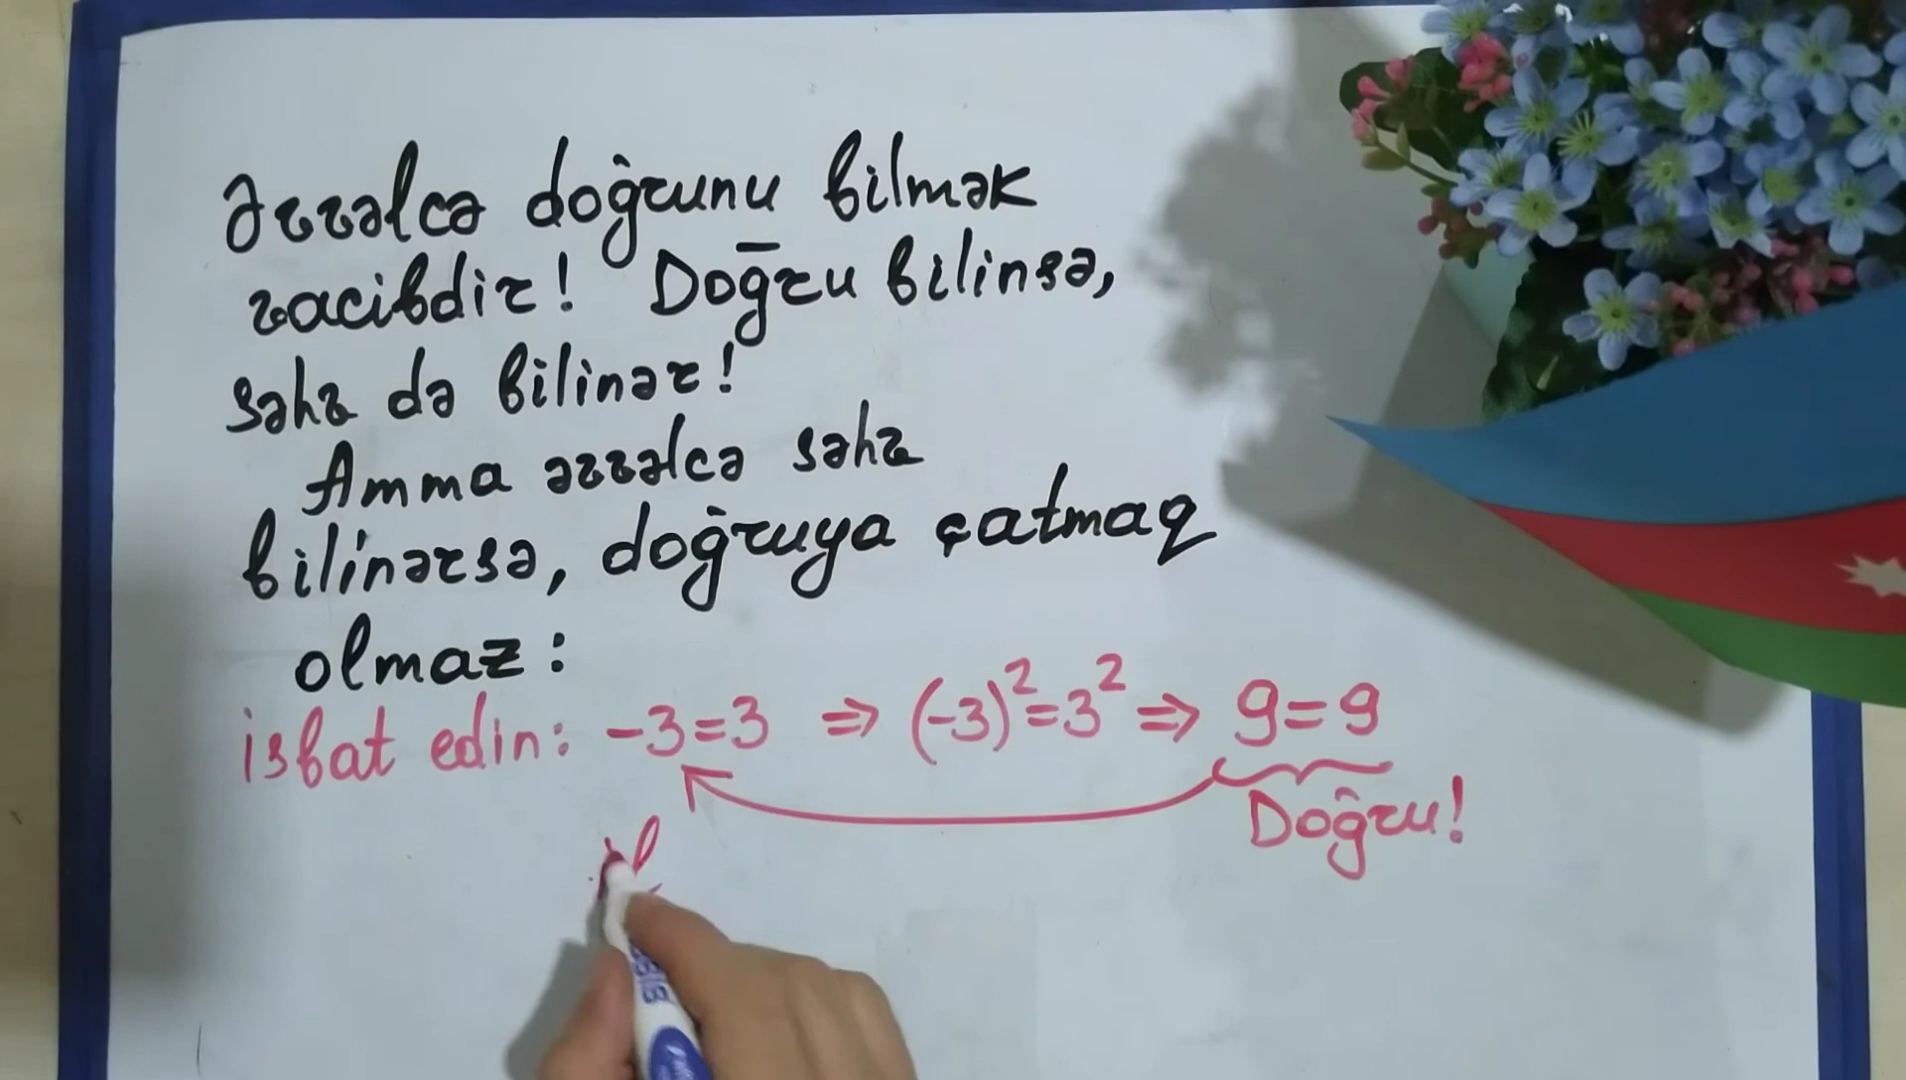 Əvvəlcə doğrunu bilmək
vacibdir! Doğru bilinsə,
səhv də bilinər!
Amma əvvəlcə səhv
bilinərsə, doğruya çatmaq
olmaz:
isbat edin: -3=3 ⇒ (-3)²=3² ⇒ 9=9
Doğru!